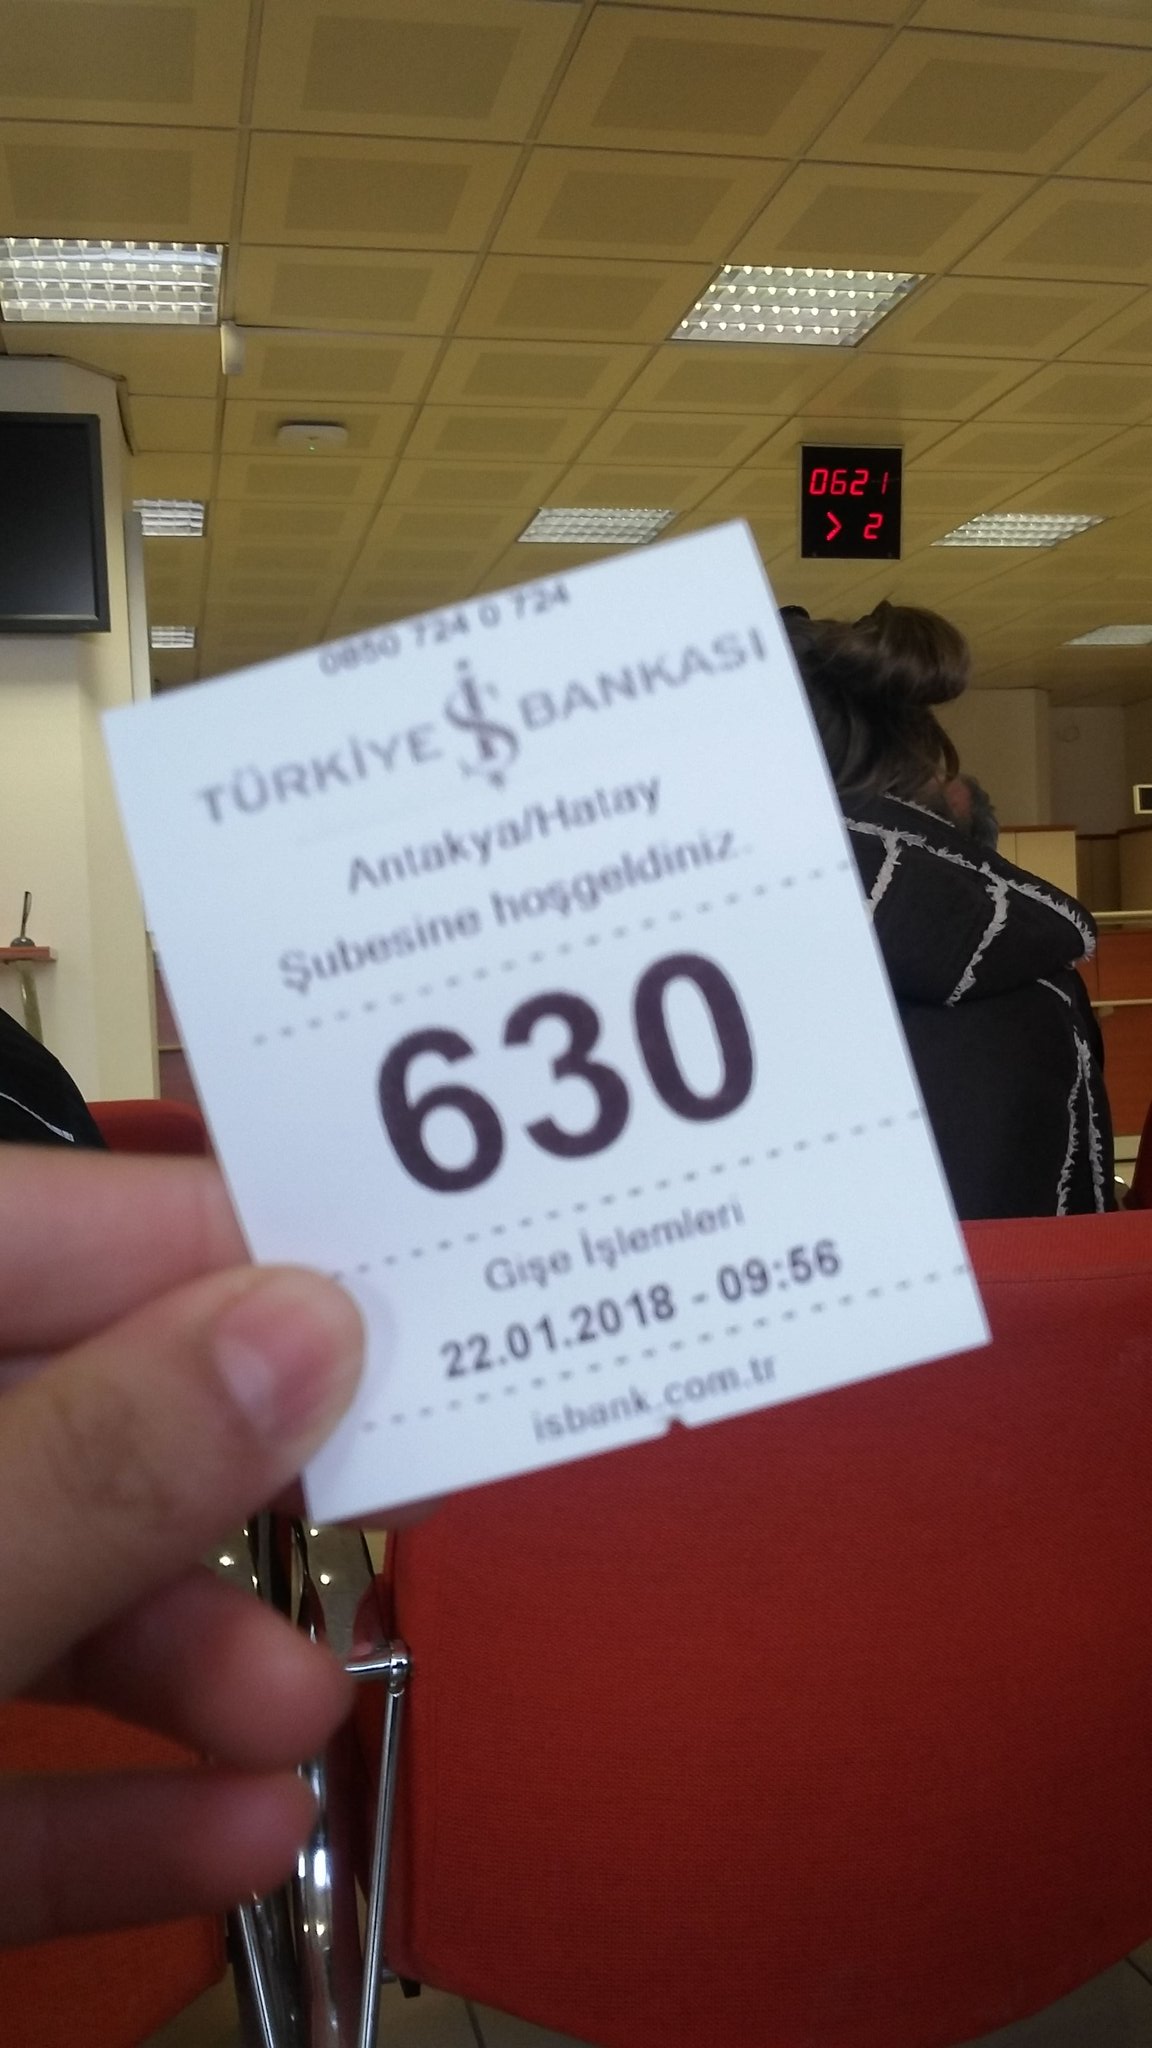 0621
> 2
0850 724 0 724
TÜRKİYE İŞ BANKASI
Antakya/Hatay
Şubesine hoşgeldiniz.
630
Gişe İşlemleri
22.01.2018 - 09:56
isbank.com.tr